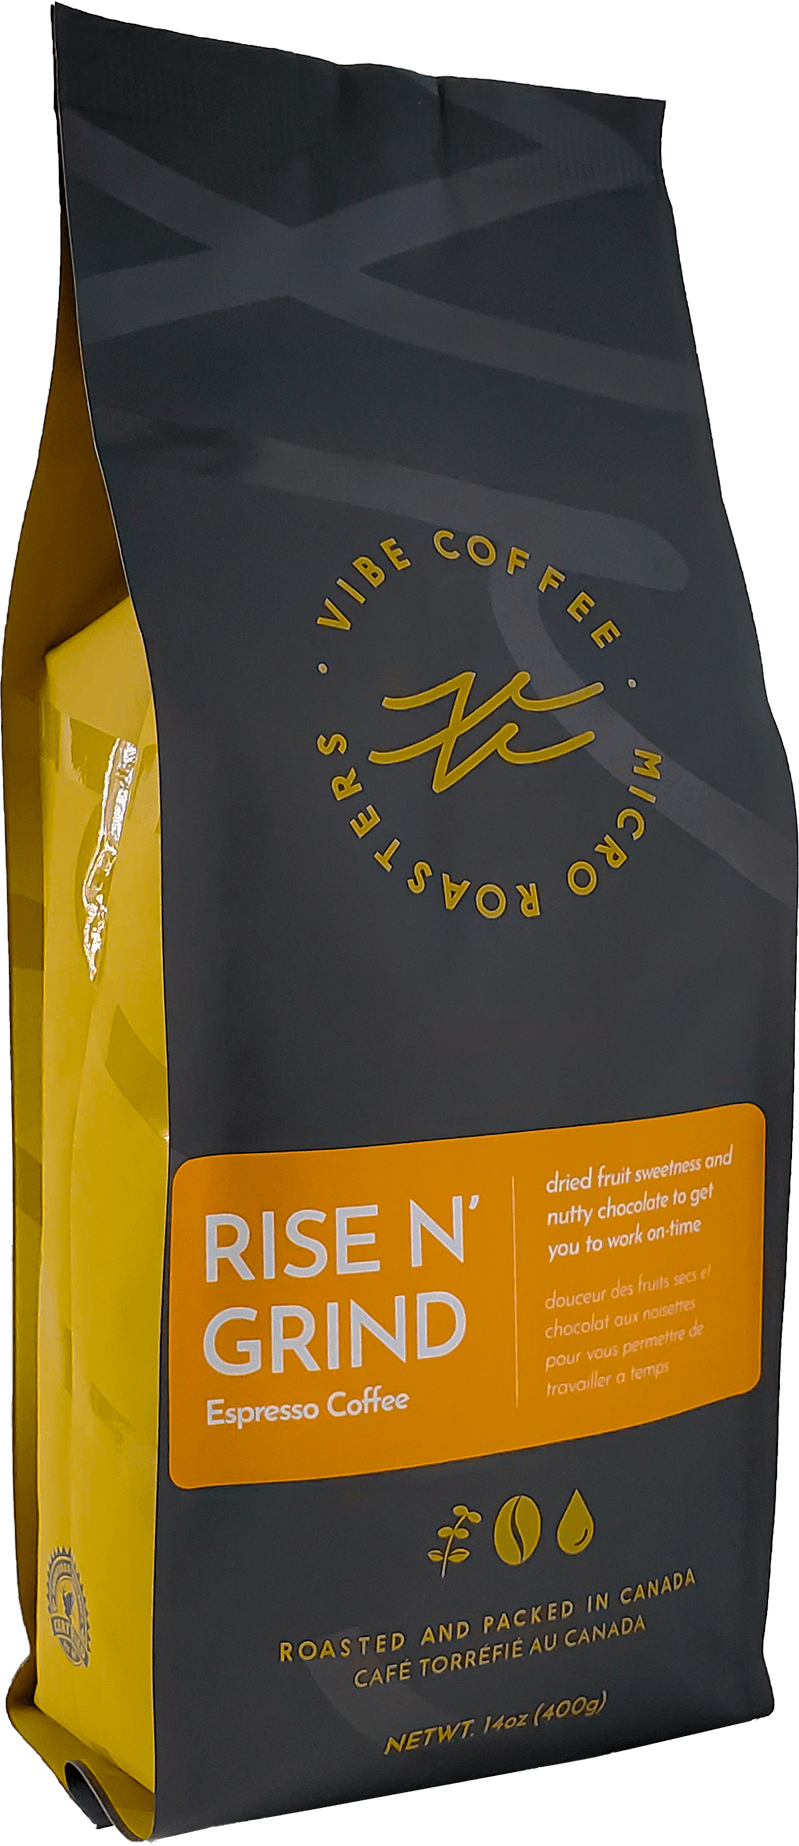 VIBE COFFEE · MICRO ROASTERS ·
RISE N'
GRIND
Espresso Coffee
dried fruit sweetness and
nutty chocolate to get
you to work on-time
douceur des fruits secs et
chocolat aux noisettes
pour vous permettre de
travailler à temps
ROASTED AND PACKED IN CANADA
CAFÉ TORRÉFIÉ AU CANADA
NETWT. 14oz (400g)